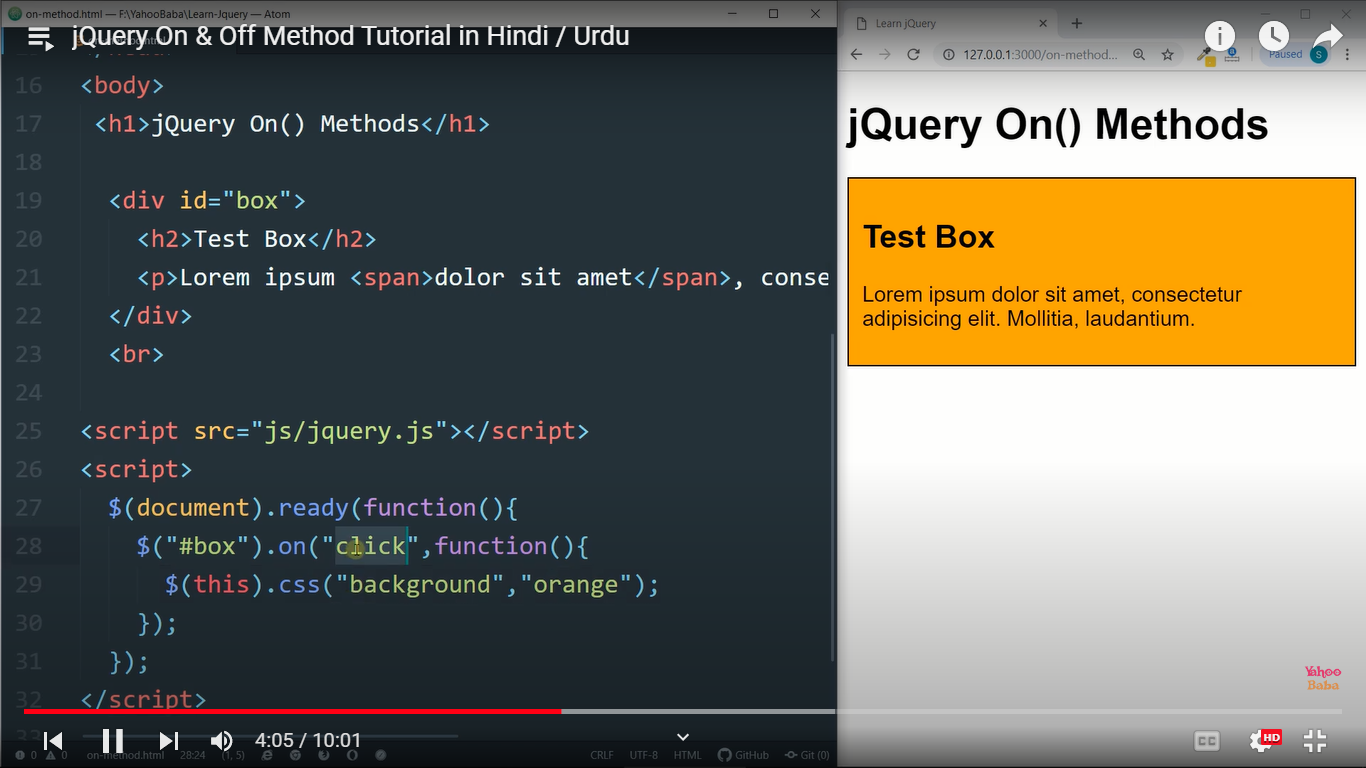 on-method.html — F:\YahooBaba\Learn-Jquery — Atom
jQuery On & Off Method Tutorial in Hindi / Urdu
16 <body>
17 <h1>jQuery On() Methods</h1>
18
19 <div id="box">
20 <h2>Test Box</h2>
21 <p>Lorem ipsum <span>dolor sit amet</span>, conse
22 </div>
23 <br>
24
25 <script src="js/jquery.js"></script>
26 <script>
27 $(document).ready(function(){
28 $("#box").on("click",function(){
29 $(this).css("background","orange");
30 });
31 });
32 </script>
33
4:05 / 10:01
0 0 on-method.html 28:24 (1, 5) CRLF UTF-8 HTML GitHub Git (0)
Learn jQuery
127.0.0.1:3000/on-method... Paused S
jQuery On() Methods
Test Box
Lorem ipsum dolor sit amet, consectetur
adipisicing elit. Mollitia, laudantium.
Yahoo
Baba
CC HD